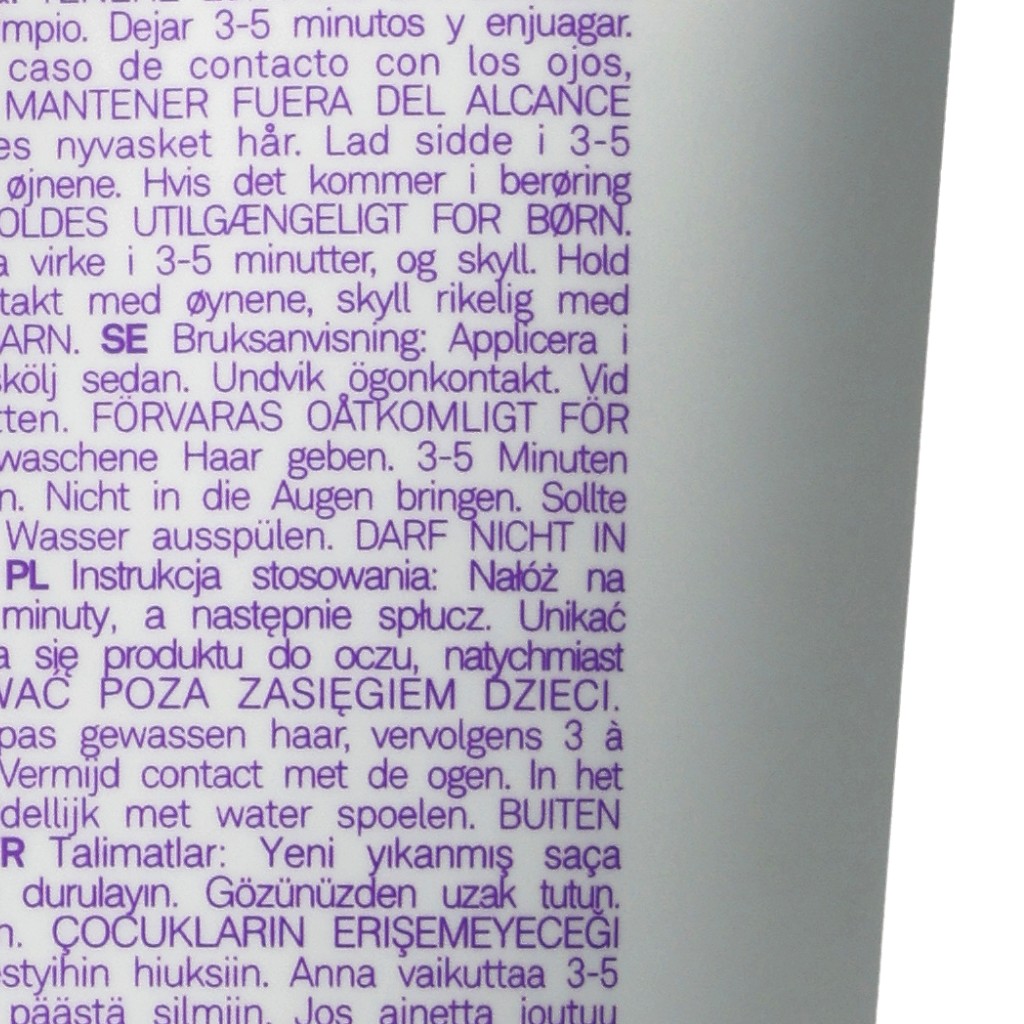 mpio. Dejar 3-5 minutos y enjuagar.
caso de contacto con los ojos,
MANTENER FUERA DEL ALCANCE
es nyvasket hår. Lad sidde i 3-5
øjnene. Hvis det kommer i berøring
OLDES UTILGÆNGELIGT FOR BØRN.
a virke i 3-5 minutter, og skyll. Hold
takt med øynene, skyll rikelig med
ARN. SE Bruksanvisning: Applicera i
skölj sedan. Undvik ögonkontakt. Vid
tten. FÖRVARAS OÅTKOMLIGT FÖR
waschene Haar geben. 3-5 Minuten
n. Nicht in die Augen bringen. Sollte
Wasser ausspülen. DARF NICHT IN
PL Instrukcja stosowania: Nałóż na
minuty, a następnie spłucz. Unikać
a się produktu do oczu, natychmiast
WAĆ POZA ZASIĘGIEM DZIECI.
pas gewassen haar, vervolgens 3 à
Vermijd contact met de ogen. In het
dellijk met water spoelen. BUITEN
R Talimatlar: Yeni yıkanmış saça
durulayın. Gözünüzden uzak tutun.
n. ÇOCUKLARIN ERIŞEMEYECEĞI
styihin hiuksiin. Anna vaikuttaa 3-5
päästä silmiin. Jos ainetta joutuu